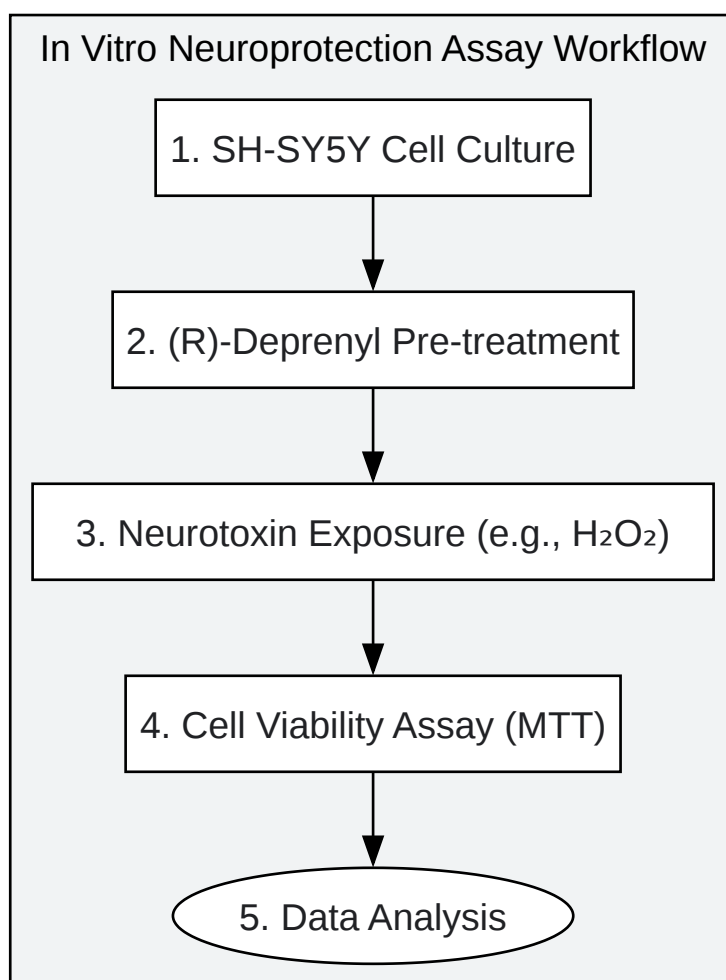 In Vitro Neuroprotection Assay Workflow
1. SH-SY5Y Cell Culture
2. (R)-Deprenyl Pre-treatment
3. Neurotoxin Exposure (e.g., H₂O₂)
4. Cell Viability Assay (MTT)
5. Data Analysis